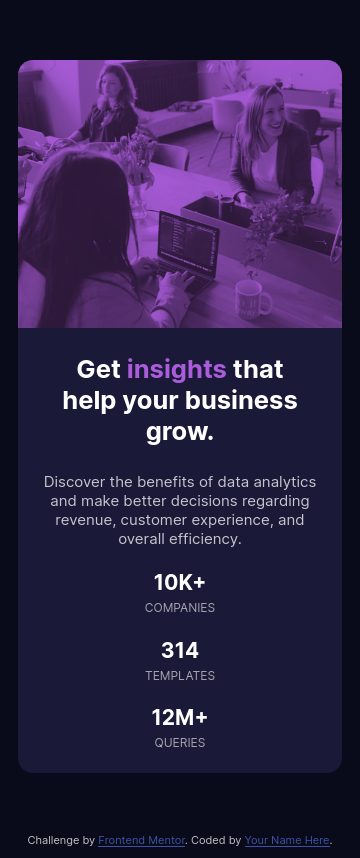 Get insights that
help your business
grow.
Discover the benefits of data analytics
and make better decisions regarding
revenue, customer experience, and
overall efficiency.
10K+
COMPANIES
314
TEMPLATES
12M+
QUERIES
Challenge by Frontend Mentor. Coded by Your Name Here.